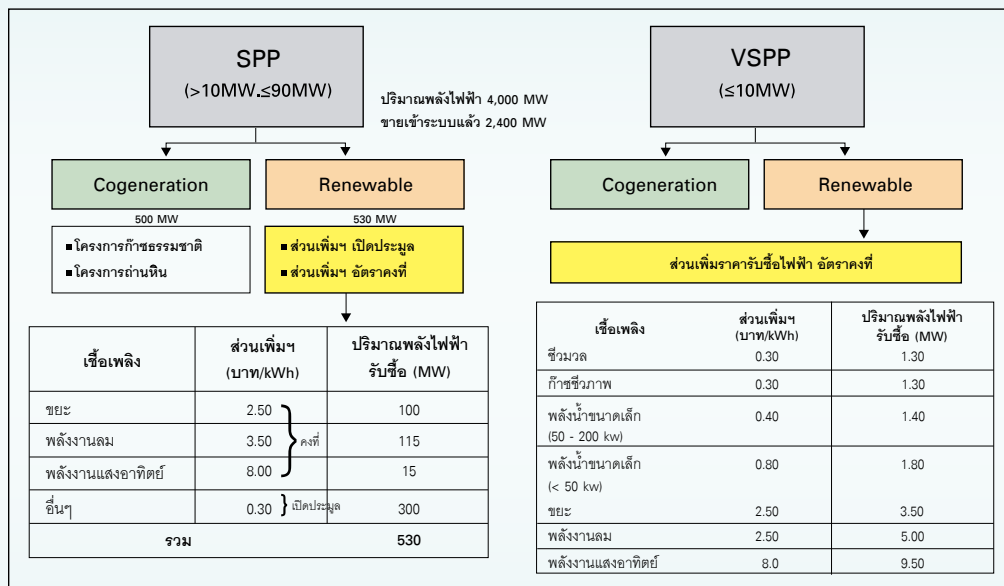 SPP
(>10MW.≤90MW)
ปริมาณพลังไฟฟ้า 4,000 MW
ขายเข้าระบบแล้ว 2,400 MW
Cogeneration
Renewable
500 MW
530 MW
▪ โครงการก๊าซธรรมชาติ
▪ โครงการถ่านหิน
▪ ส่วนเพิ่มฯ เปิดประมูล
▪ ส่วนเพิ่มฯ อัตราคงที่
เชื้อเพลิง ส่วนเพิ่มฯ (บาท/kWh) ปริมาณพลังไฟฟ้า รับซื้อ (MW)
ขยะ 2.50 100
พลังงานลม 3.50 } คงที่ 115
พลังงานแสงอาทิตย์ 8.00 15
อื่นๆ 0.30 } เปิดประมูล 300
รวม 530
VSPP
(≤10MW)
Cogeneration
Renewable
ส่วนเพิ่มราคารับซื้อไฟฟ้า อัตราคงที่
เชื้อเพลิง ส่วนเพิ่มฯ (บาท/kWh) ปริมาณพลังไฟฟ้า รับซื้อ (MW)
ชีวมวล 0.30 1.30
ก๊าซชีวภาพ 0.30 1.30
พลังน้ำขนาดเล็ก 0.40 1.40
(50 - 200 kw)
พลังน้ำขนาดเล็ก 0.80 1.80
(< 50 kw)
ขยะ 2.50 3.50
พลังงานลม 2.50 5.00
พลังงานแสงอาทิตย์ 8.0 9.50